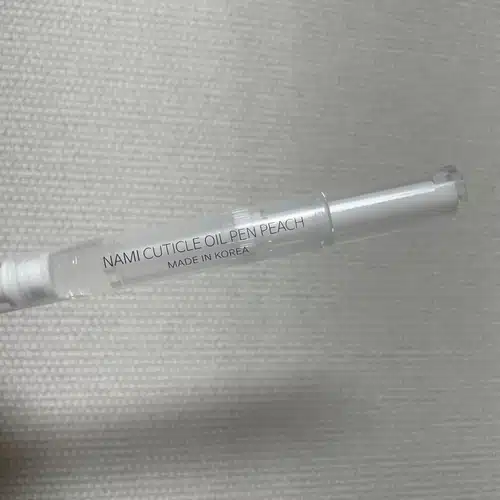 NAMI CUTICLE OIL PEN PEACH
MADE IN KOREA